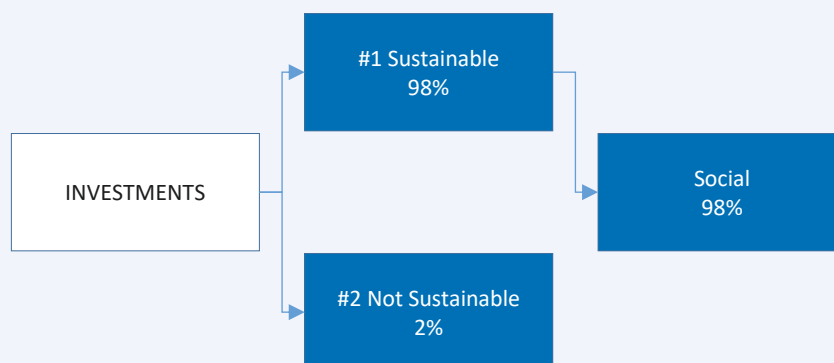 #1 Sustainable
98%
INVESTMENTS
Social
98%
#2 Not Sustainable
2%